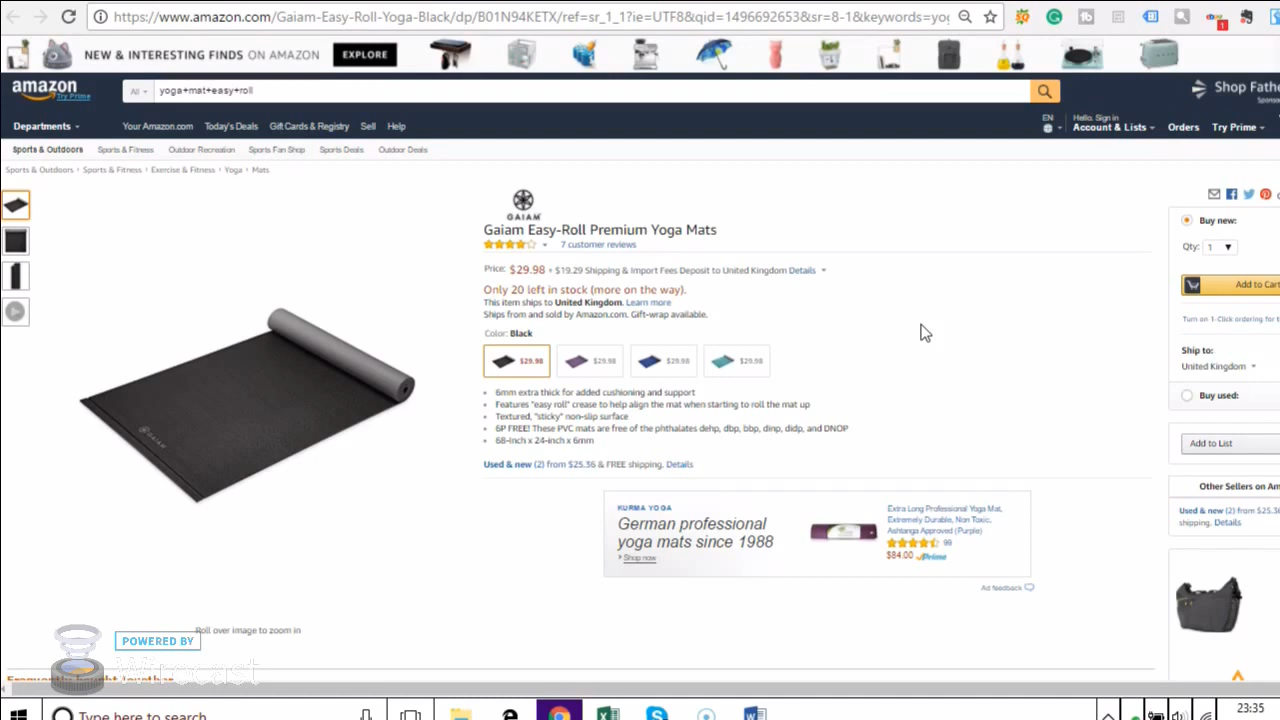 https://www.amazon.com/Gaiam-Easy-Roll-Yoga-Black/dp/B01N94KETX/ref=sr_1_1?ie=UTF8&qid=1496692653&sr=8-1&keywords=yo
NEW & INTERESTING FINDS ON AMAZON EXPLORE
amazon
Try Prime
All yoga+mat+easy+roll
Shop Fathe
Departments Your Amazon.com Today's Deals Gift Cards & Registry Sell Help
EN Hello. Sign in
Account & Lists Orders Try Prime
Sports & Outdoors Sports & Fitness Outdoor Recreation Sports Fan Shop Sports Deals Outdoor Deals
Sports & Outdoors › Sports & Fitness › Exercise & Fitness › Yoga › Mats
GAIAM
Gaiam Easy-Roll Premium Yoga Mats
7 customer reviews
Price: $29.98 + $19.29 Shipping & Import Fees Deposit to United Kingdom Details
Only 20 left in stock (more on the way).
This item ships to United Kingdom. Learn more
Ships from and sold by Amazon.com. Gift-wrap available.
Color: Black
$29.98 $29.98 $29.98 $29.98
6mm extra thick for added cushioning and support
Features "easy roll" crease to help align the mat when starting to roll the mat up
Textured, "sticky" non-slip surface
6P FREE! These PVC mats are free of the phthalates dehp, dbp, bbp, dinp, didp, and DNOP
68-inch x 24-inch x 6mm
Used & new (2) from $25.36 & FREE shipping. Details
KURMA YOGA
German professional
yoga mats since 1988
Shop now
Extra Long Professional Yoga Mat,
Extremely Durable, Non Toxic,
Ashtanga Approved (Purple)
99
$84.00 Prime
Ad feedback
Buy new:
Qty: 1
Add to Cart
Turn on 1-Click ordering for t
Ship to:
United Kingdom
Buy used:
Add to List
Other Sellers on Am
Used & new (2) from $25.36
shipping. Details
Roll over image to zoom in
POWERED BY
Wirecast
Frequently bought together
Type here to search
23:35